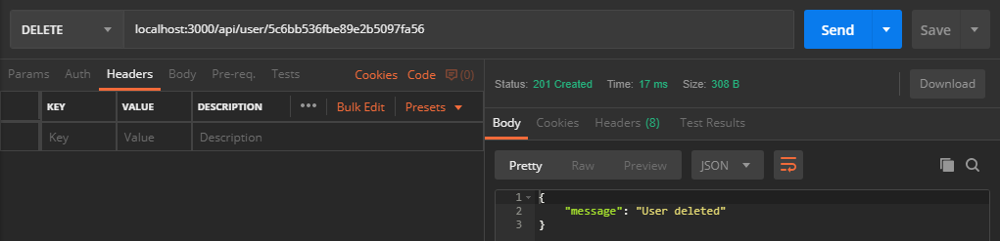 DELETE localhost:3000/api/user/5c6bb536fbe89e2b5097fa56 Send Save
Params Auth Headers Body Pre-req. Tests Cookies Code (0)
KEY VALUE DESCRIPTION ••• Bulk Edit Presets
Key Value Description
Status: 201 Created Time: 17 ms Size: 308 B Download
Body Cookies Headers (8) Test Results
Pretty Raw Preview JSON
1 {
2 "message": "User deleted"
3 }